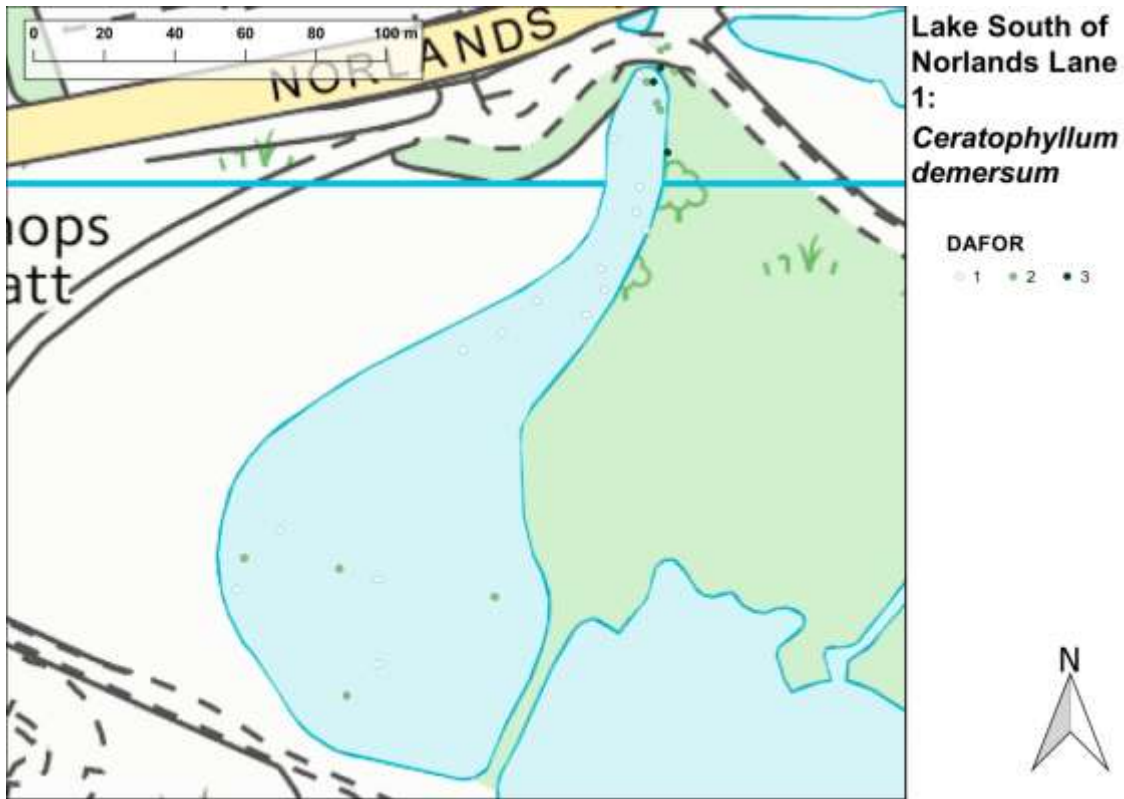 0 20 40 60 80 100 m
NORLANDS
hops
att
Lake South of
Norlands Lane
1:
Ceratophyllum
demersum
DAFOR
1 2 3
N